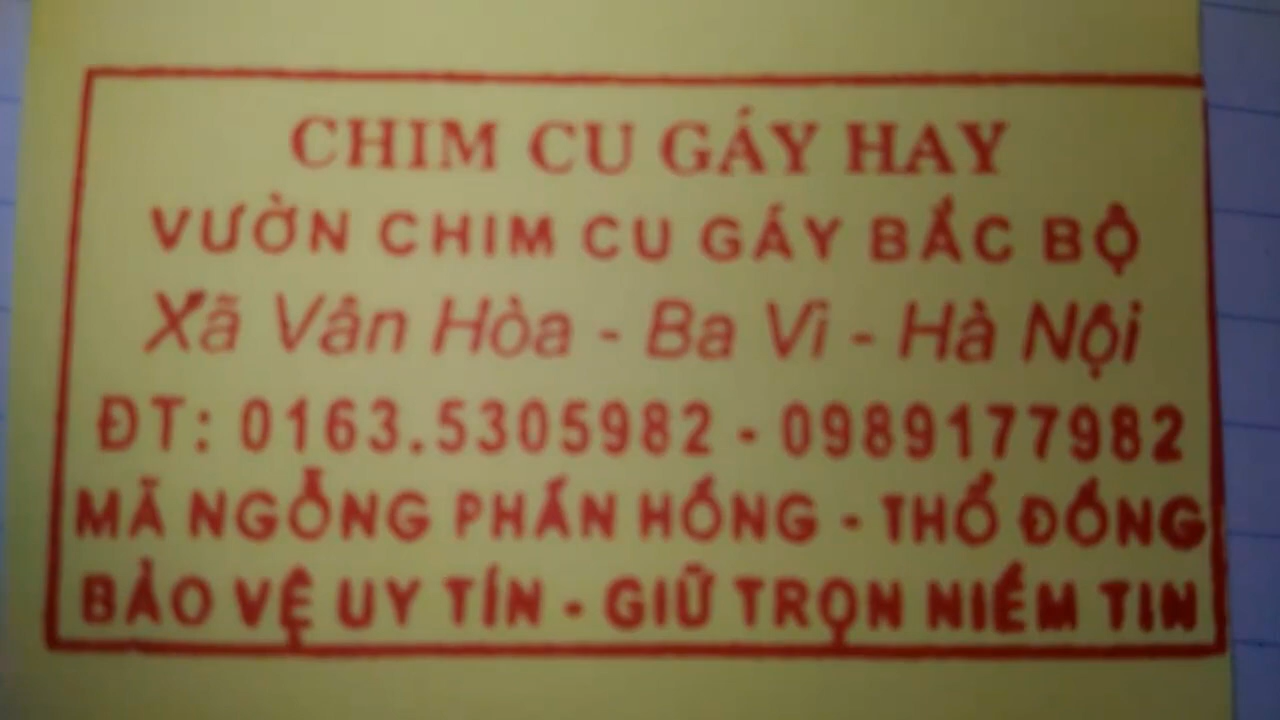 CHIM CU GÁY HAY
VƯỜN CHIM CU GÁY BẮC BỘ
Xã Vân Hòa - Ba Vì - Hà Nội
ĐT: 0163.5305982 - 0989177982
MÃ NGỖNG PHẤN HỒNG - THỔ ĐỒNG
BẢO VỆ UY TÍN - GIỮ TRỌN NIỀM TIN